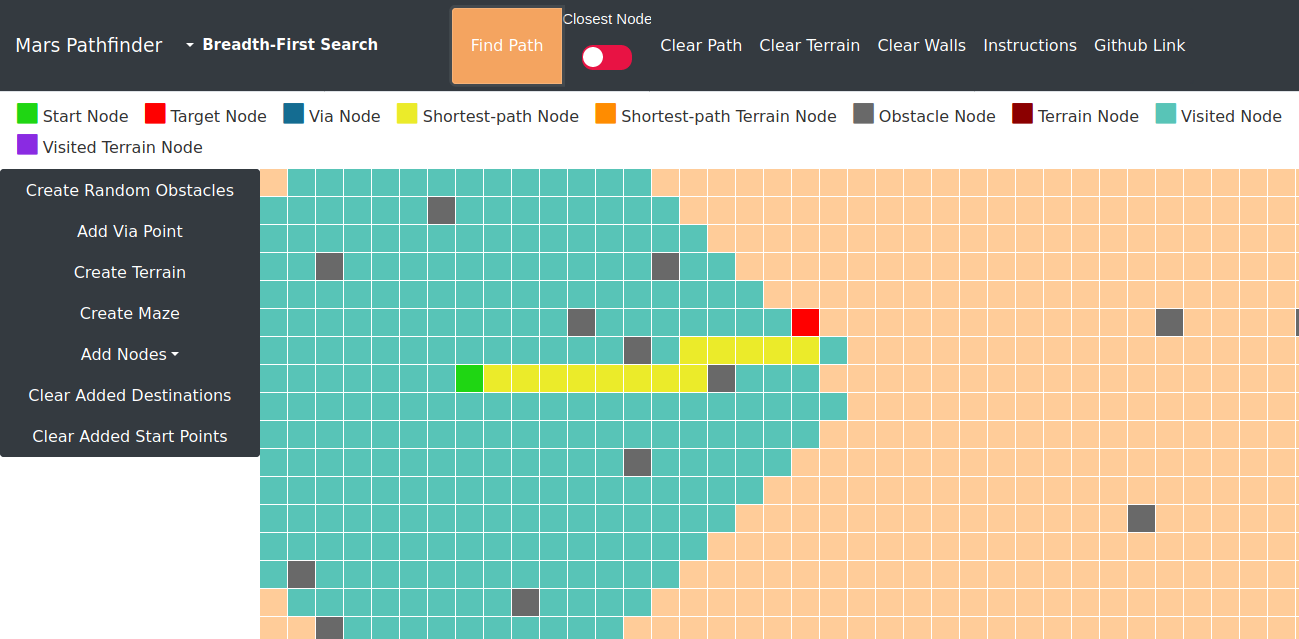 Closest Node
Mars Pathfinder Breadth-First Search Find Path Clear Path Clear Terrain Clear Walls Instructions Github Link
Start Node Target Node Via Node Shortest-path Node Shortest-path Terrain Node Obstacle Node Terrain Node Visited Node
Visited Terrain Node
Create Random Obstacles
Add Via Point
Create Terrain
Create Maze
Add Nodes
Clear Added Destinations
Clear Added Start Points